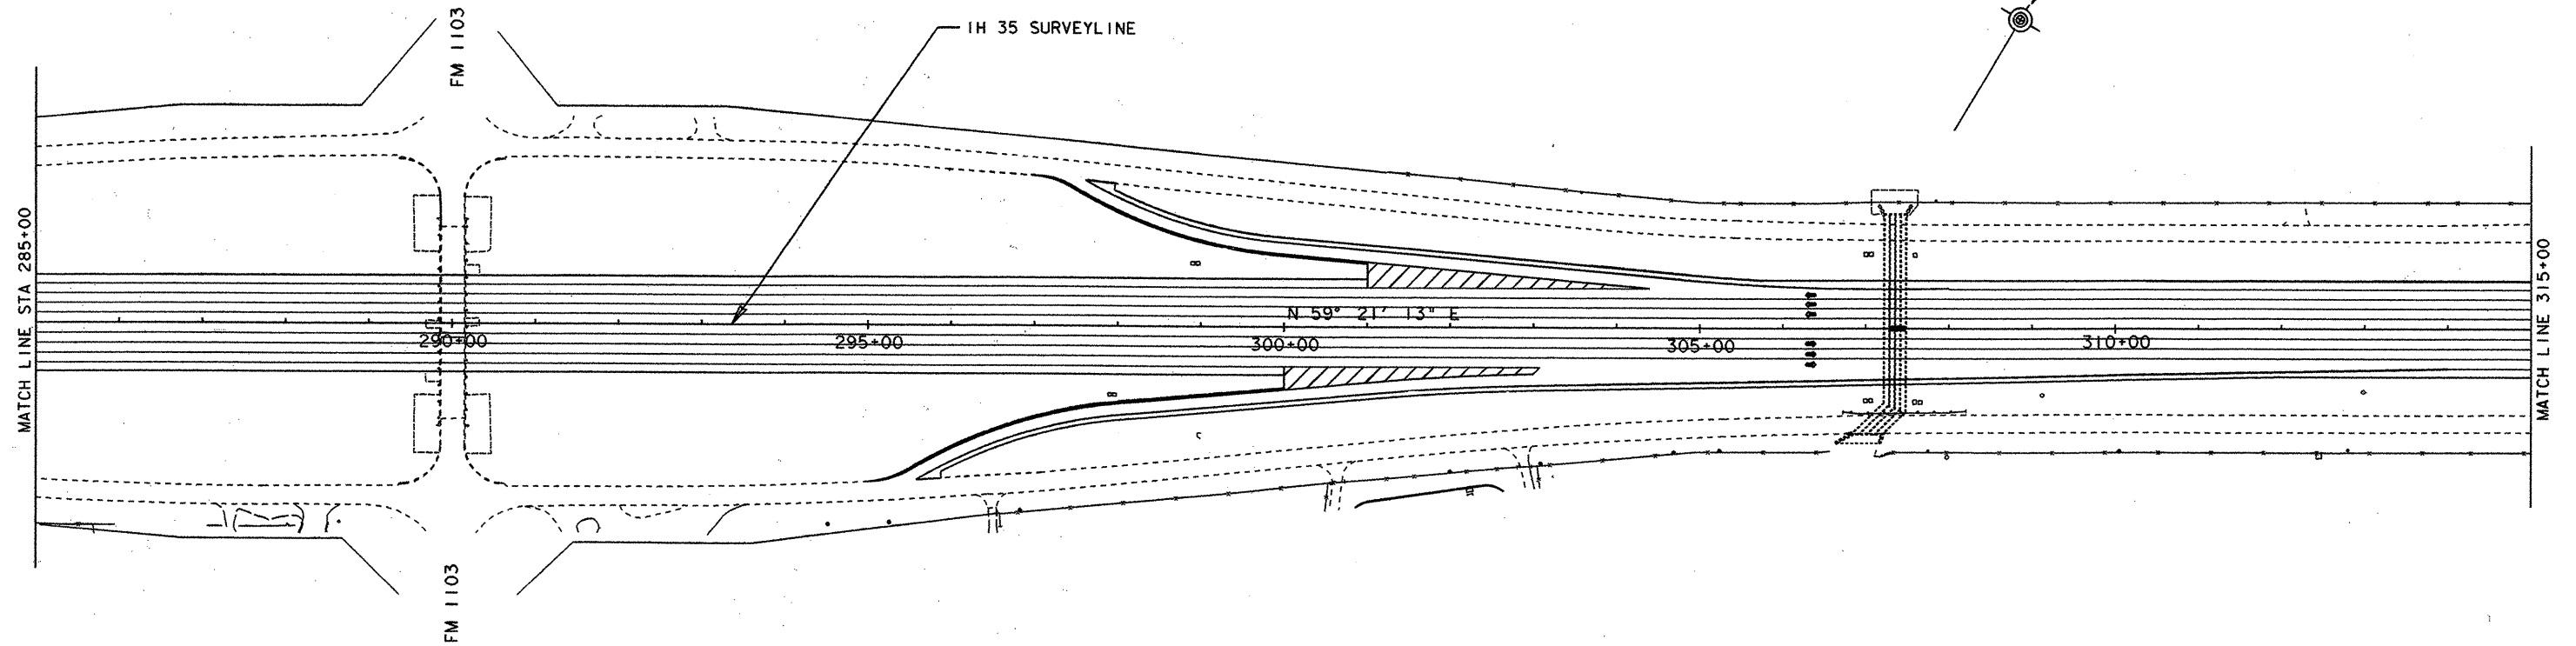 FM 1103
IH 35 SURVEYLINE
MATCH LINE STA 285+00
N 59° 21' 13" E
290+00
295+00
300+00
305+00
310+00
MATCH LINE 315+00
FM 1103